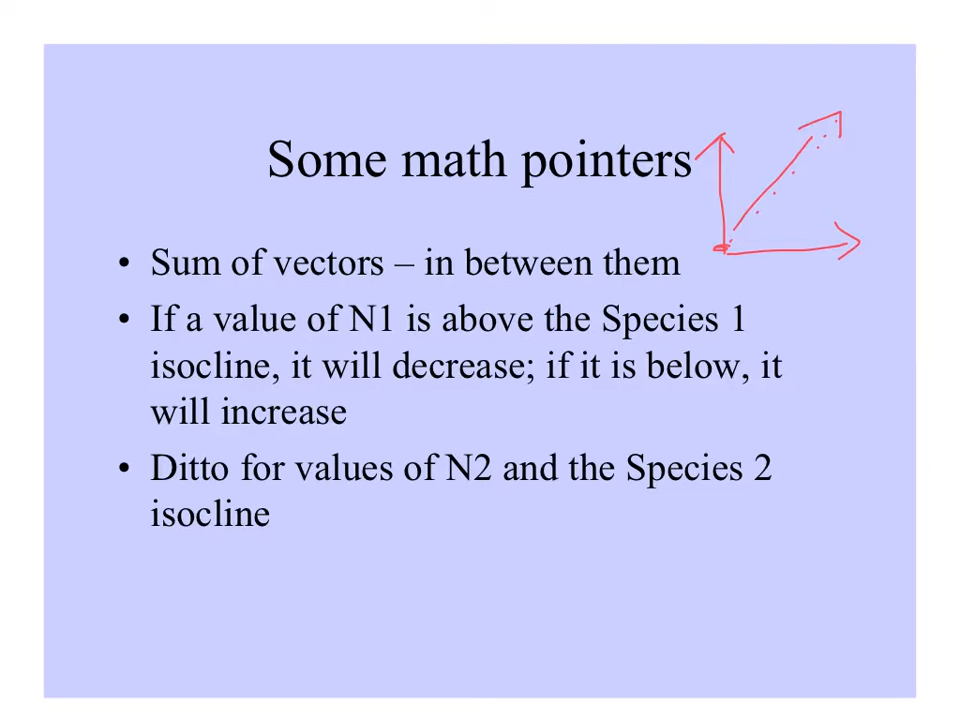 Some math pointers
• Sum of vectors – in between them
• If a value of N1 is above the Species 1
isocline, it will decrease; if it is below, it
will increase
• Ditto for values of N2 and the Species 2
isocline